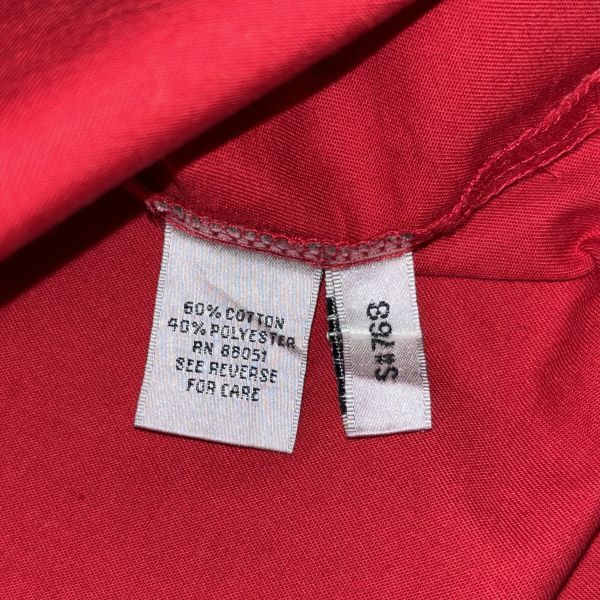 60% COTTON
40% POLYESTER
RN 88051
SEE REVERSE
FOR CARE
S#768